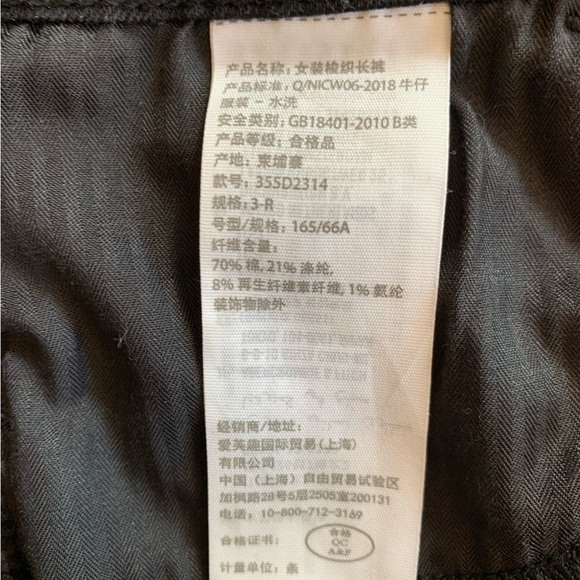 产品名称: 女装梭织长裤
产品标准: Q/NICW06-2018 牛仔
服装 - 水洗
安全类别: GB18401-2010 B类
产品等级: 合格品
产地: 柬埔寨
款号: 355D2314
规格: 3-R
号型/规格: 165/66A
纤维含量:
70% 棉, 21% 涤纶,
8% 再生纤维素纤维, 1% 氨纶
装饰物除外
经销商/地址:
爱芙趣国际贸易(上海)
有限公司
中国 (上海) 自由贸易试验区
加枫路28号6层2505室200131
电话: 10-800-712-3169
合格证书:
合格
QC
A&F
计量单位: 条